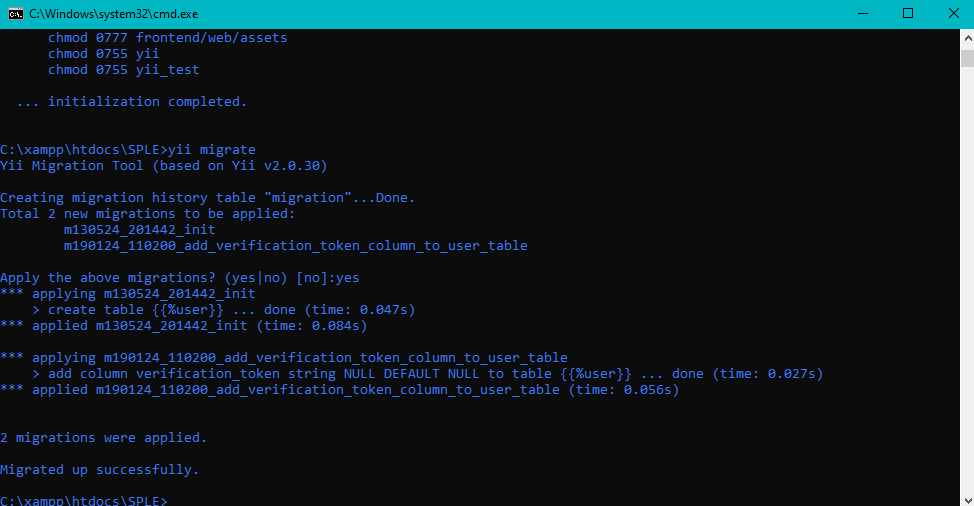 C:\Windows\system32\cmd.exe
chmod 0777 frontend/web/assets
chmod 0755 yii
chmod 0755 yii_test
... initialization completed.
C:\xampp\htdocs\SPLE>yii migrate
Yii Migration Tool (based on Yii v2.0.30)
Creating migration history table "migration"...Done.
Total 2 new migrations to be applied:
m130524_201442_init
m190124_110200_add_verification_token_column_to_user_table
Apply the above migrations? (yes|no) [no]:yes
*** applying m130524_201442_init
> create table {{%user}} ... done (time: 0.047s)
*** applied m130524_201442_init (time: 0.084s)
*** applying m190124_110200_add_verification_token_column_to_user_table
> add column verification_token string NULL DEFAULT NULL to table {{%user}} ... done (time: 0.027s)
*** applied m190124_110200_add_verification_token_column_to_user_table (time: 0.056s)
2 migrations were applied.
Migrated up successfully.
C:\xampp\htdocs\SPLE>